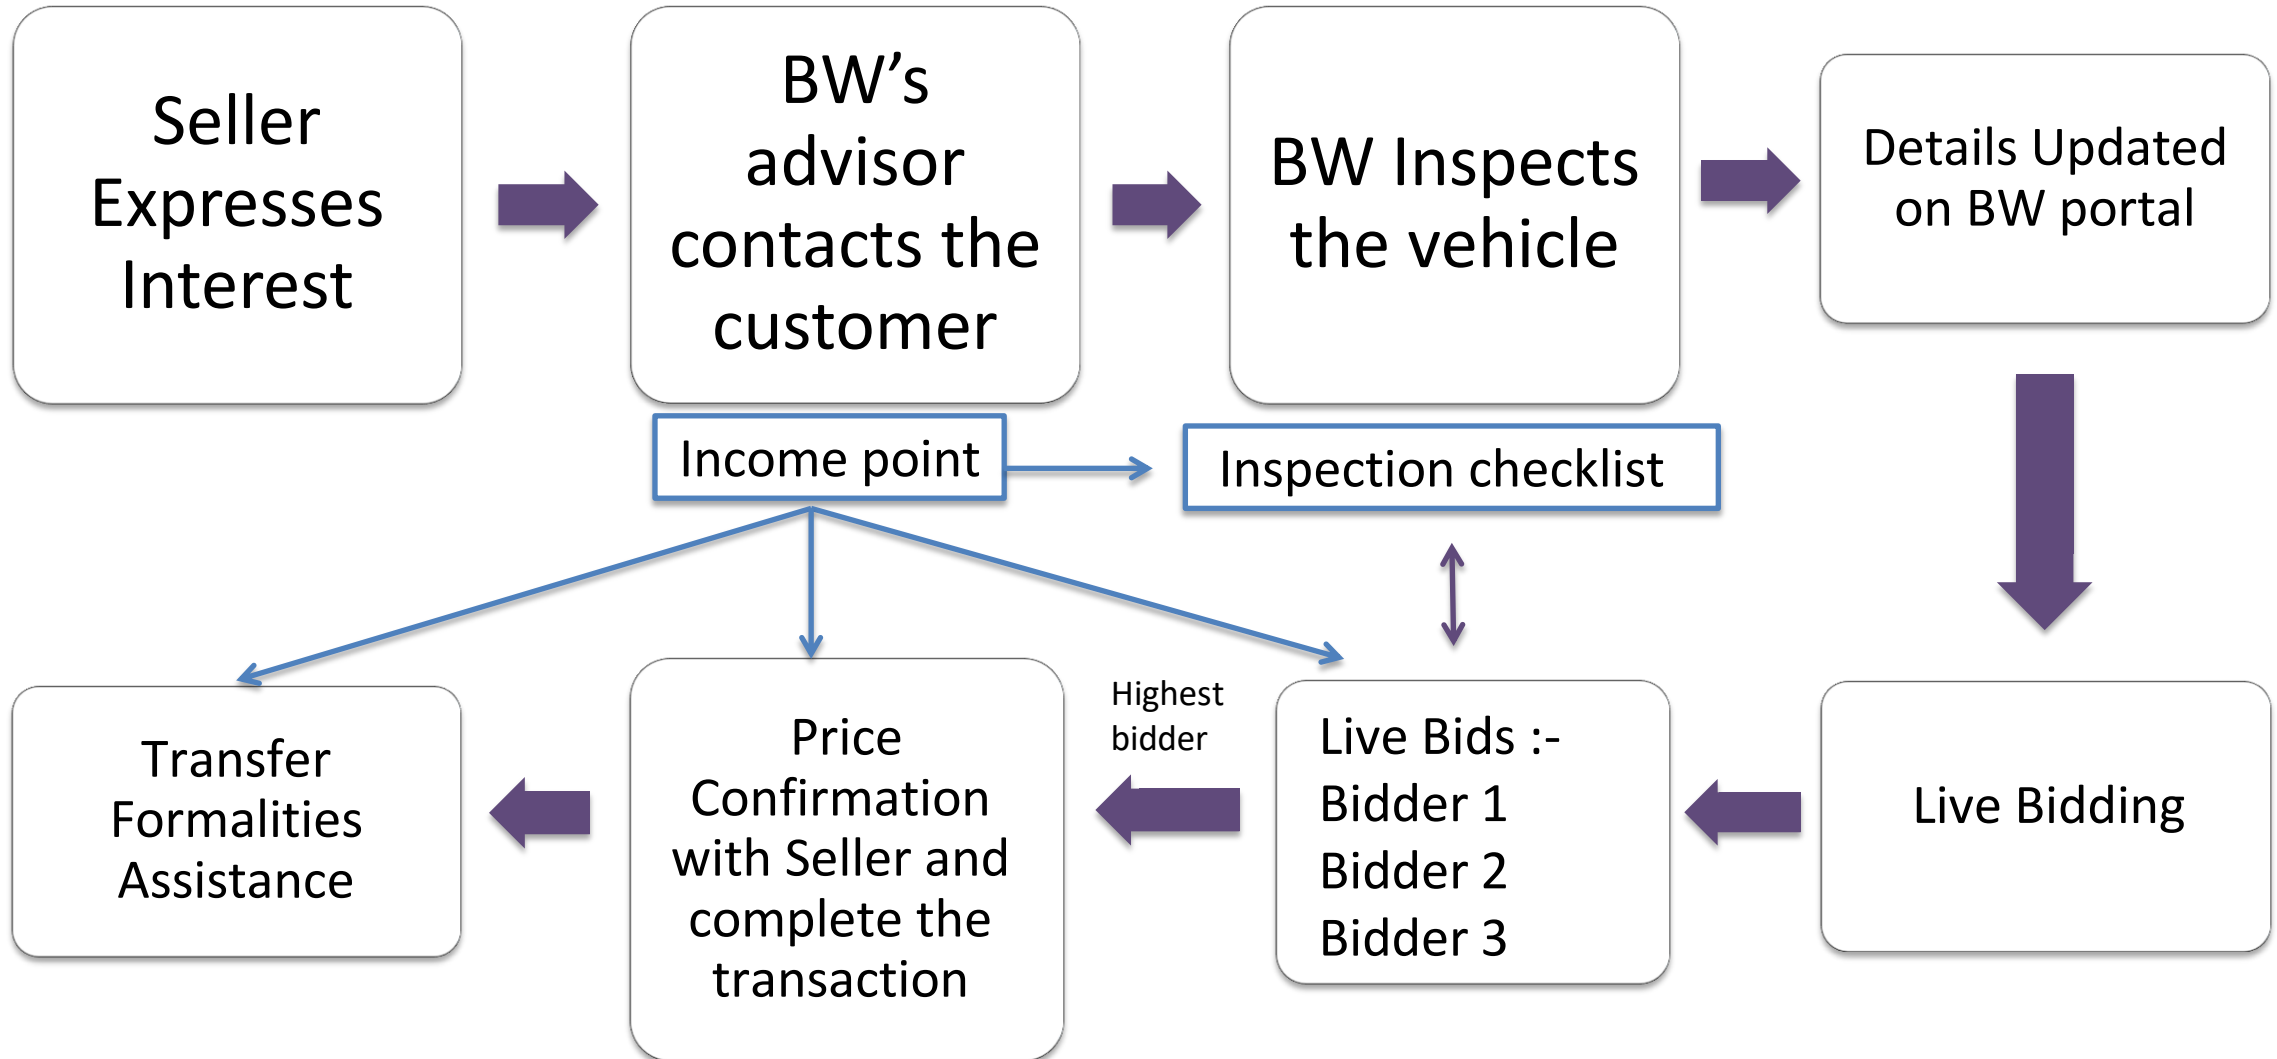 Seller
Expresses
Interest
BW’s
advisor
contacts the
customer
BW Inspects
the vehicle
Details Updated
on BW portal
Income point
Inspection checklist
Transfer
Formalities
Assistance
Price
Confirmation
with Seller and
complete the
transaction
Highest
bidder
Live Bids :-
Bidder 1
Bidder 2
Bidder 3
Live Bidding